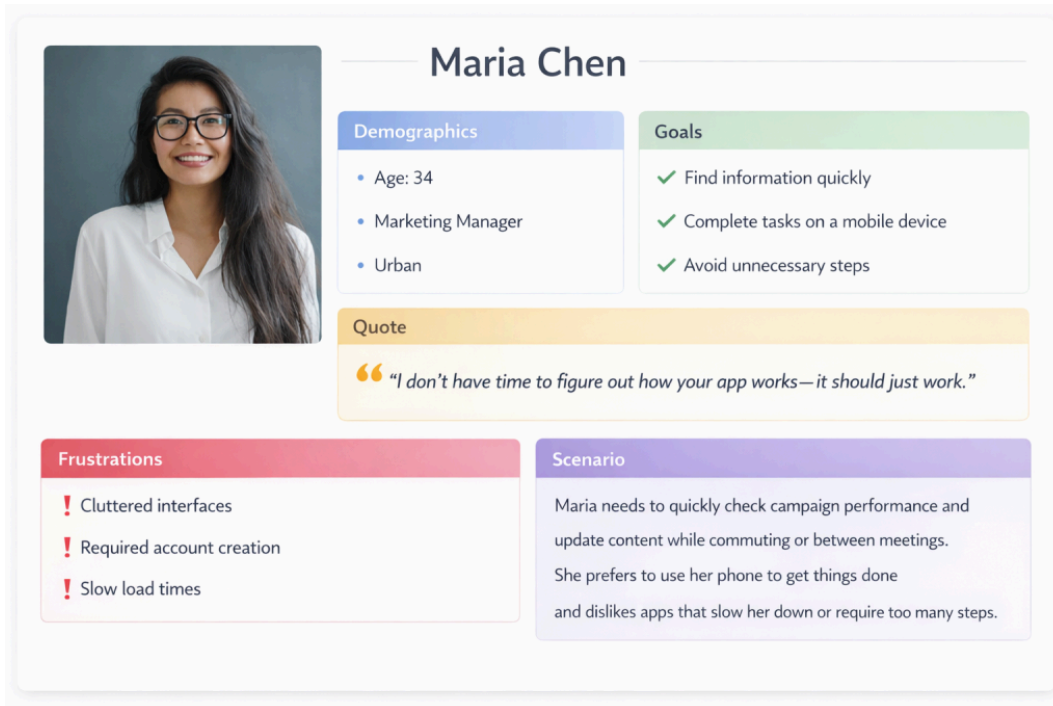 Maria Chen
Demographics
Age: 34
Marketing Manager
Urban
Goals
Find information quickly
Complete tasks on a mobile device
Avoid unnecessary steps
Quote
“I don’t have time to figure out how your app works—it should just work.”
Frustrations
Cluttered interfaces
Required account creation
Slow load times
Scenario
Maria needs to quickly check campaign performance and
update content while commuting or between meetings.
She prefers to use her phone to get things done
and dislikes apps that slow her down or require too many steps.